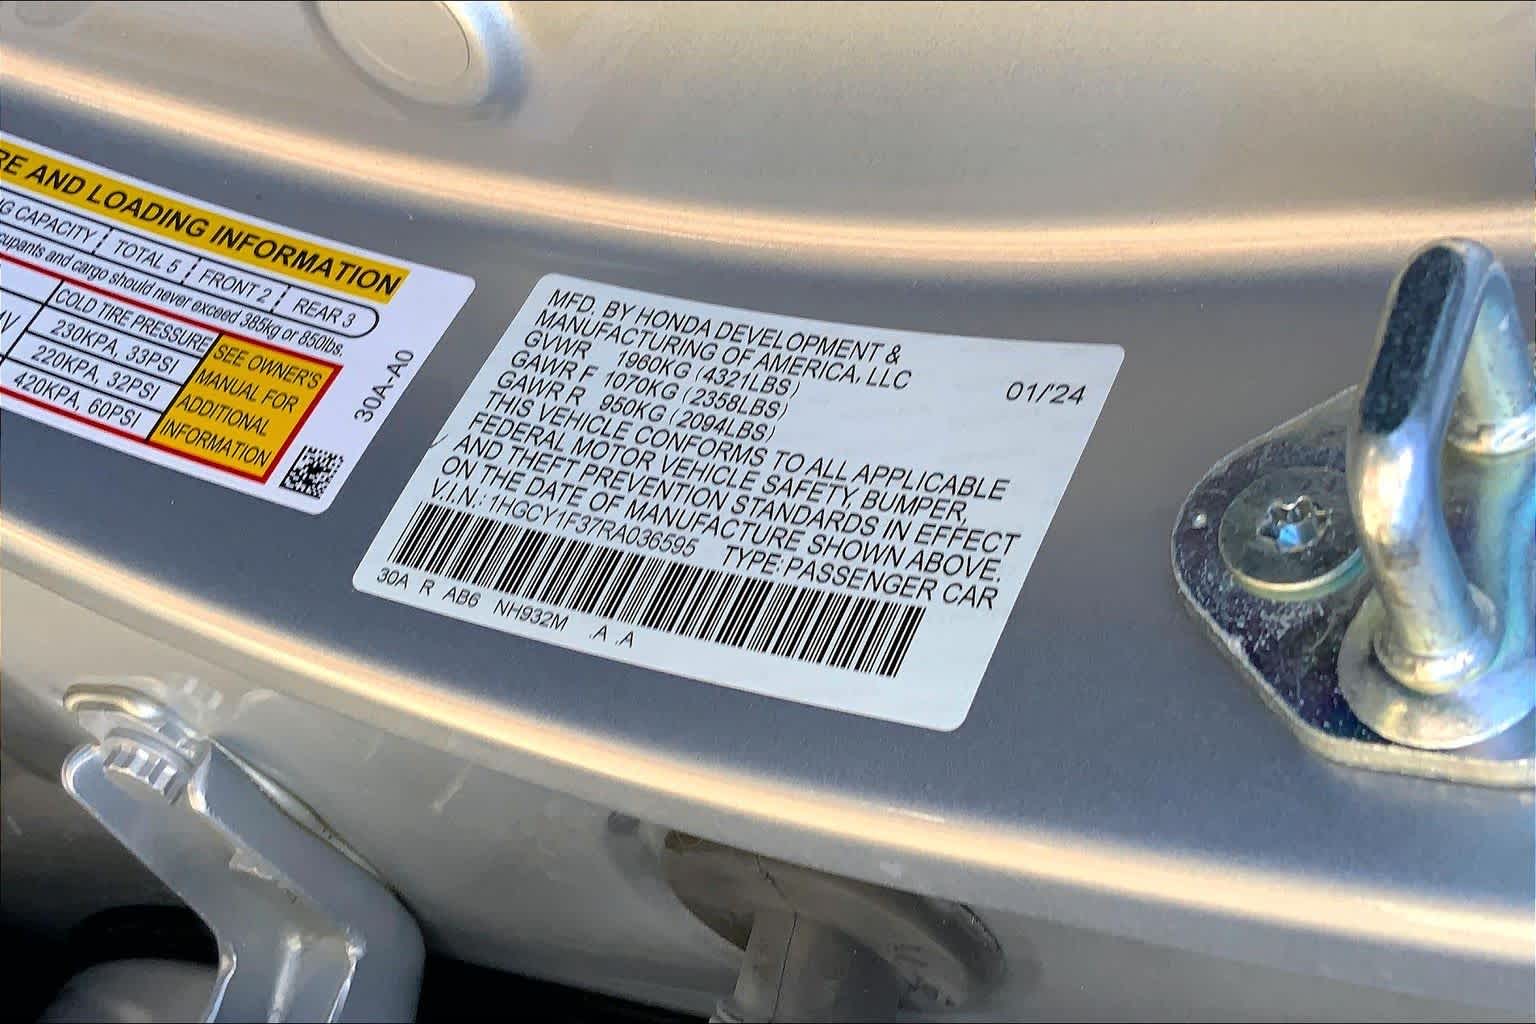 RE AND LOADING INFORMATION
NG CAPACITY TOTAL 5 FRONT 2 REAR 3
cupants and cargo should never exceed 385kg or 850lbs.
COLD TIRE PRESSURE
230KPA, 33PSI
220KPA, 32PSI
420KPA, 60PSI
SEE OWNER'S
MANUAL FOR
ADDITIONAL
INFORMATION
30A-A0
MFD. BY HONDA DEVELOPMENT &
MANUFACTURING OF AMERICA, LLC
GVWR 1960KG (4321LBS) 01/'24
GAWR F 1070KG (2358LBS)
GAWR R 950KG (2094LBS)
THIS VEHICLE CONFORMS TO ALL APPLICABLE
FEDERAL MOTOR VEHICLE SAFETY, BUMPER,
AND THEFT PREVENTION STANDARDS IN EFFECT
ON THE DATE OF MANUFACTURE SHOWN ABOVE.
V.I.N.: 1HGCY1F37RA036595 TYPE: PASSENGER CAR
30A R AB6 NH932M .A .A